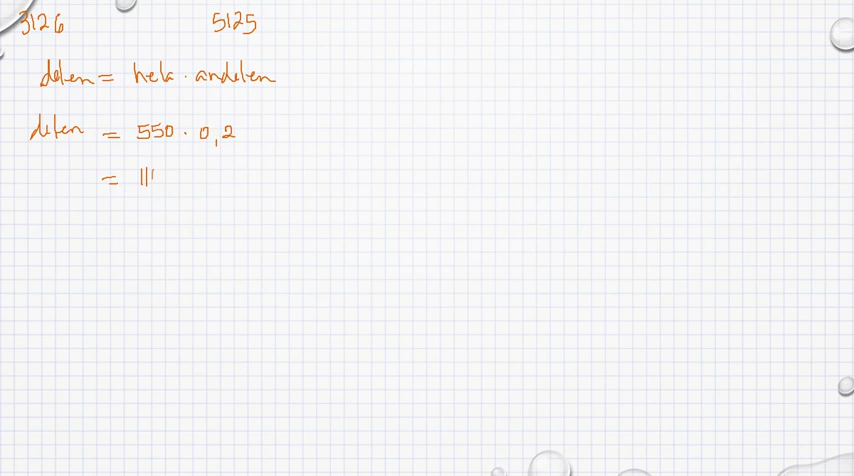 3126 5125
delen = hela · andelen
delen = 550 · 0,2
= 11